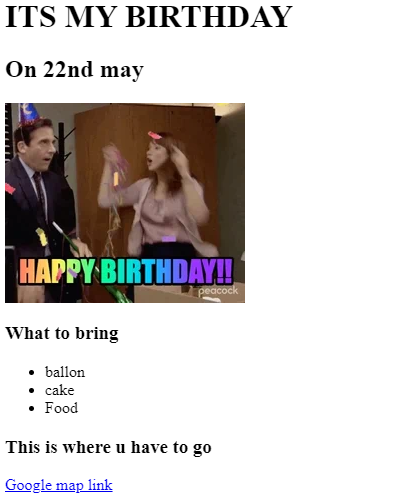 ITS MY BIRTHDAY
On 22nd may
HAPPY BIRTHDAY!!
peacock
What to bring
ballon
cake
Food
This is where u have to go
Google map link